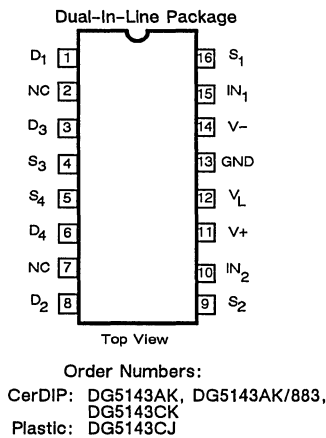 Dual-In-Line Package
D1 1 16 S1
NC 2 15 IN1
D3 3 14 V-
S3 4 13 GND
S4 5 12 VL
D4 6 11 V+
NC 7 10 IN2
D2 8 9 S2
Top View
Order Numbers:
CerDIP: DG5143AK, DG5143AK/883,
DG5143CK
Plastic: DG5143CJ